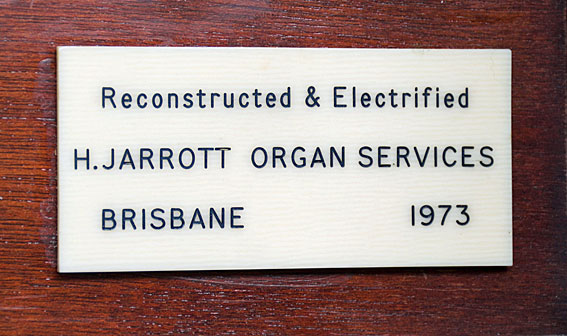 Reconstructed & Electrified
H.JARROTT ORGAN SERVICES
BRISBANE 1973